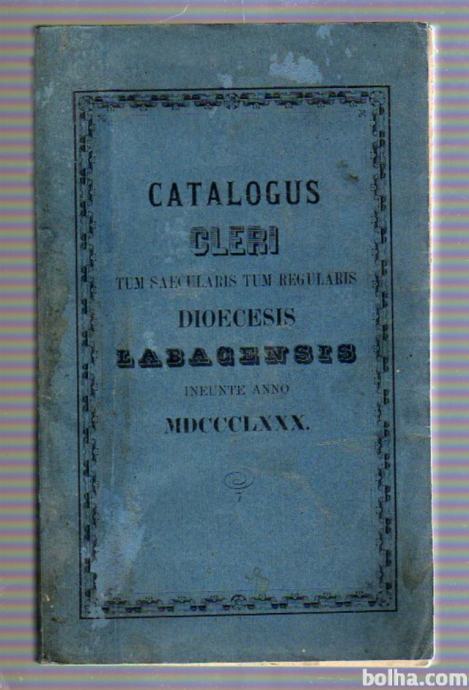 CATALOGUS
CLERI
TUM SAECULARIS TUM REGULARIS
DIOECESIS
LABACENSIS
INEUNTE ANNO
MDCCCLXXX.
bolha.com